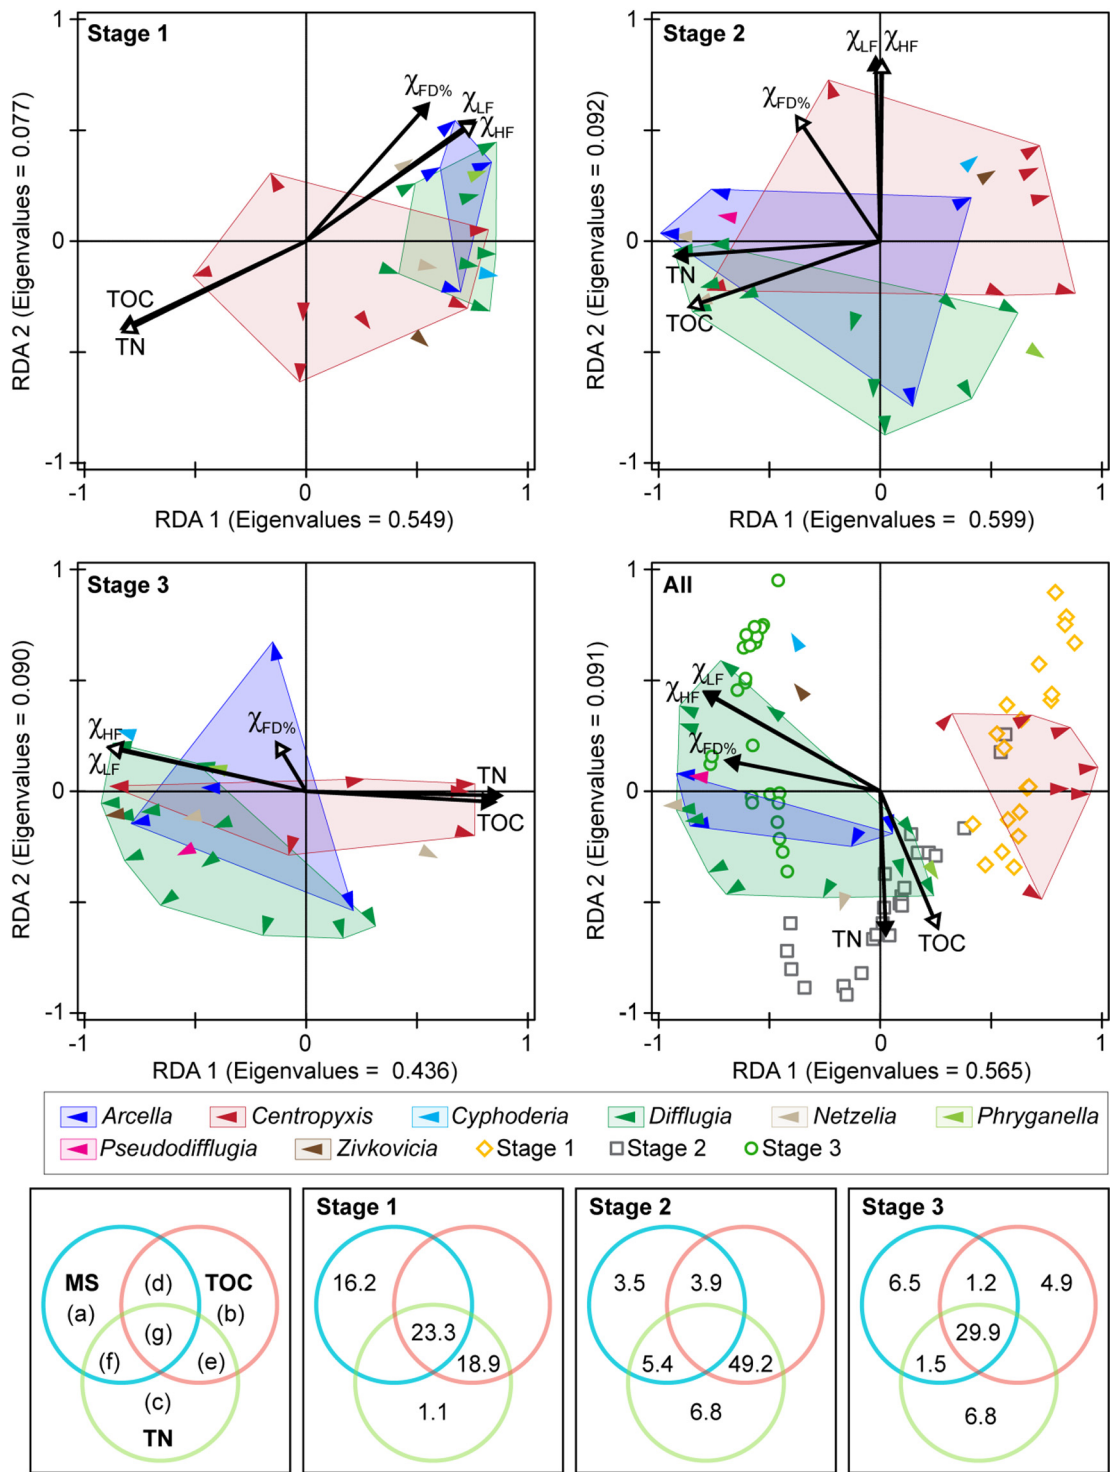 Stage 1
1
0
-1
-1
0
1
χFD%
χLF
χHF
TOC
TN
RDA 2 (Eigenvalues = 0.077)
RDA 1 (Eigenvalues = 0.549)
Stage 2
1
0
-1
-1
0
1
χLF χHF
χFD%
TN
TOC
RDA 2 (Eigenvalues = 0.092)
RDA 1 (Eigenvalues = 0.599)
Stage 3
1
0
-1
-1
0
1
χHF
χLF
χFD%
TN
TOC
RDA 2 (Eigenvalues = 0.090)
RDA 1 (Eigenvalues = 0.436)
All
1
0
-1
-1
0
1
χLF
χHF
χFD%
TN
TOC
RDA 2 (Eigenvalues = 0.091)
RDA 1 (Eigenvalues = 0.565)
Arcella Centropyxis Cyphoderia Difflugia Netzelia Phryganella
Pseudodifflugia Zivkovicia Stage 1 Stage 2 Stage 3
MS (d) TOC
(a) (b)
(g)
(f) (e)
(c)
TN
Stage 1
16.2
23.3
18.9
1.1
Stage 2
3.5 3.9
5.4 49.2
6.8
Stage 3
6.5 1.2 4.9
29.9
1.5
6.8